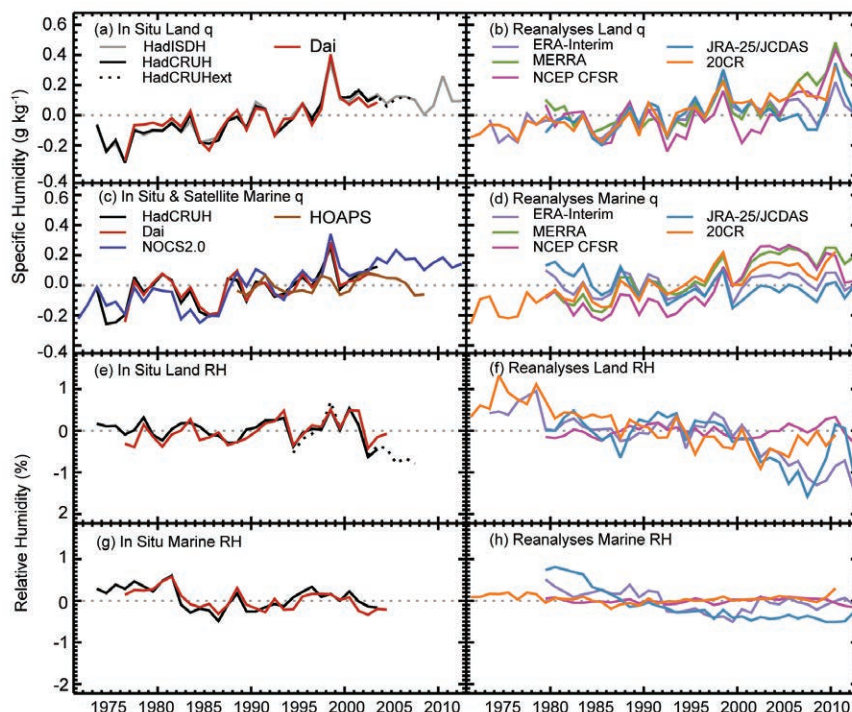 (a) In Situ Land q
HadISDH
HadCRUH
HadCRUHext
Dai
(b) Reanalyses Land q
ERA-Interim
MERRA
NCEP CFSR
JRA-25/JCDAS
20CR
0.6
0.4
0.2
0.0
-0.2
0.4
Specific Humidity (g kg⁻¹)
(c) In Situ & Satellite Marine q
HadCRUH
Dai
NOCS2.0
HOAPS
(d) Reanalyses Marine q
ERA-Interim
MERRA
NCEP CFSR
JRA-25/JCDAS
20CR
0.6
0.4
0.2
0.0
-0.2
-0.4
(e) In Situ Land RH
(f) Reanalyses Land RH
1
0
-1
2
Relative Humidity (%)
(g) In Situ Marine RH
(h) Reanalyses Marine RH
1
0
-1
-2
1975 1980 1985 1990 1995 2000 2005 2010
1975 1980 1985 1990 1995 2000 2005 2010